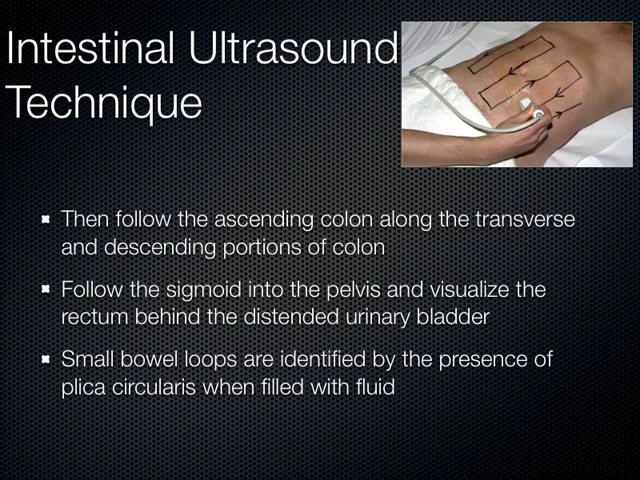 Intestinal Ultrasound
Technique
Then follow the ascending colon along the transverse
and descending portions of colon
Follow the sigmoid into the pelvis and visualize the
rectum behind the distended urinary bladder
Small bowel loops are identified by the presence of
plica circularis when filled with fluid